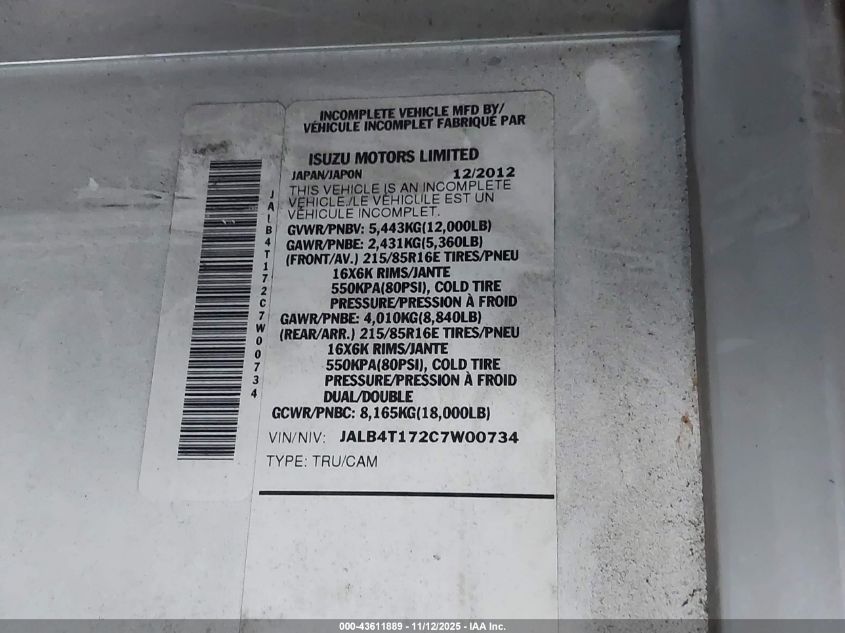 INCOMPLETE VEHICLE MFD BY/
VÉHICULE INCOMPLET FABRIQUÉ PAR
ISUZU MOTORS LIMITED
JAPAN/JAPON 12/2012
THIS VEHICLE IS AN INCOMPLETE
VEHICLE./LE VÉHICULE EST UN
VÉHICULE INCOMPLET.
GVWR/PNBV: 5,443KG(12,000LB)
GAWR/PNBE: 2,431KG(5,360LB)
(FRONT/AV.) 215/85R16E TIRES/PNEU
16X6K RIMS/JANTE
550KPA(80PSI), COLD TIRE
PRESSURE/PRESSION À FROID
GAWR/PNBE: 4,010KG(8,840LB)
(REAR/ARR.) 215/85R16E TIRES/PNEU
16X6K RIMS/JANTE
550KPA(80PSI), COLD TIRE
PRESSURE/PRESSION À FROID
DUAL/DOUBLE
GCWR/PNBC: 8,165KG(18,000LB)
VIN/NIV: JALB4T172C7W00734
TYPE: TRU/CAM
JALB4T172C7W00734
000-43611889 - 11/12/2025 - IAA Inc.